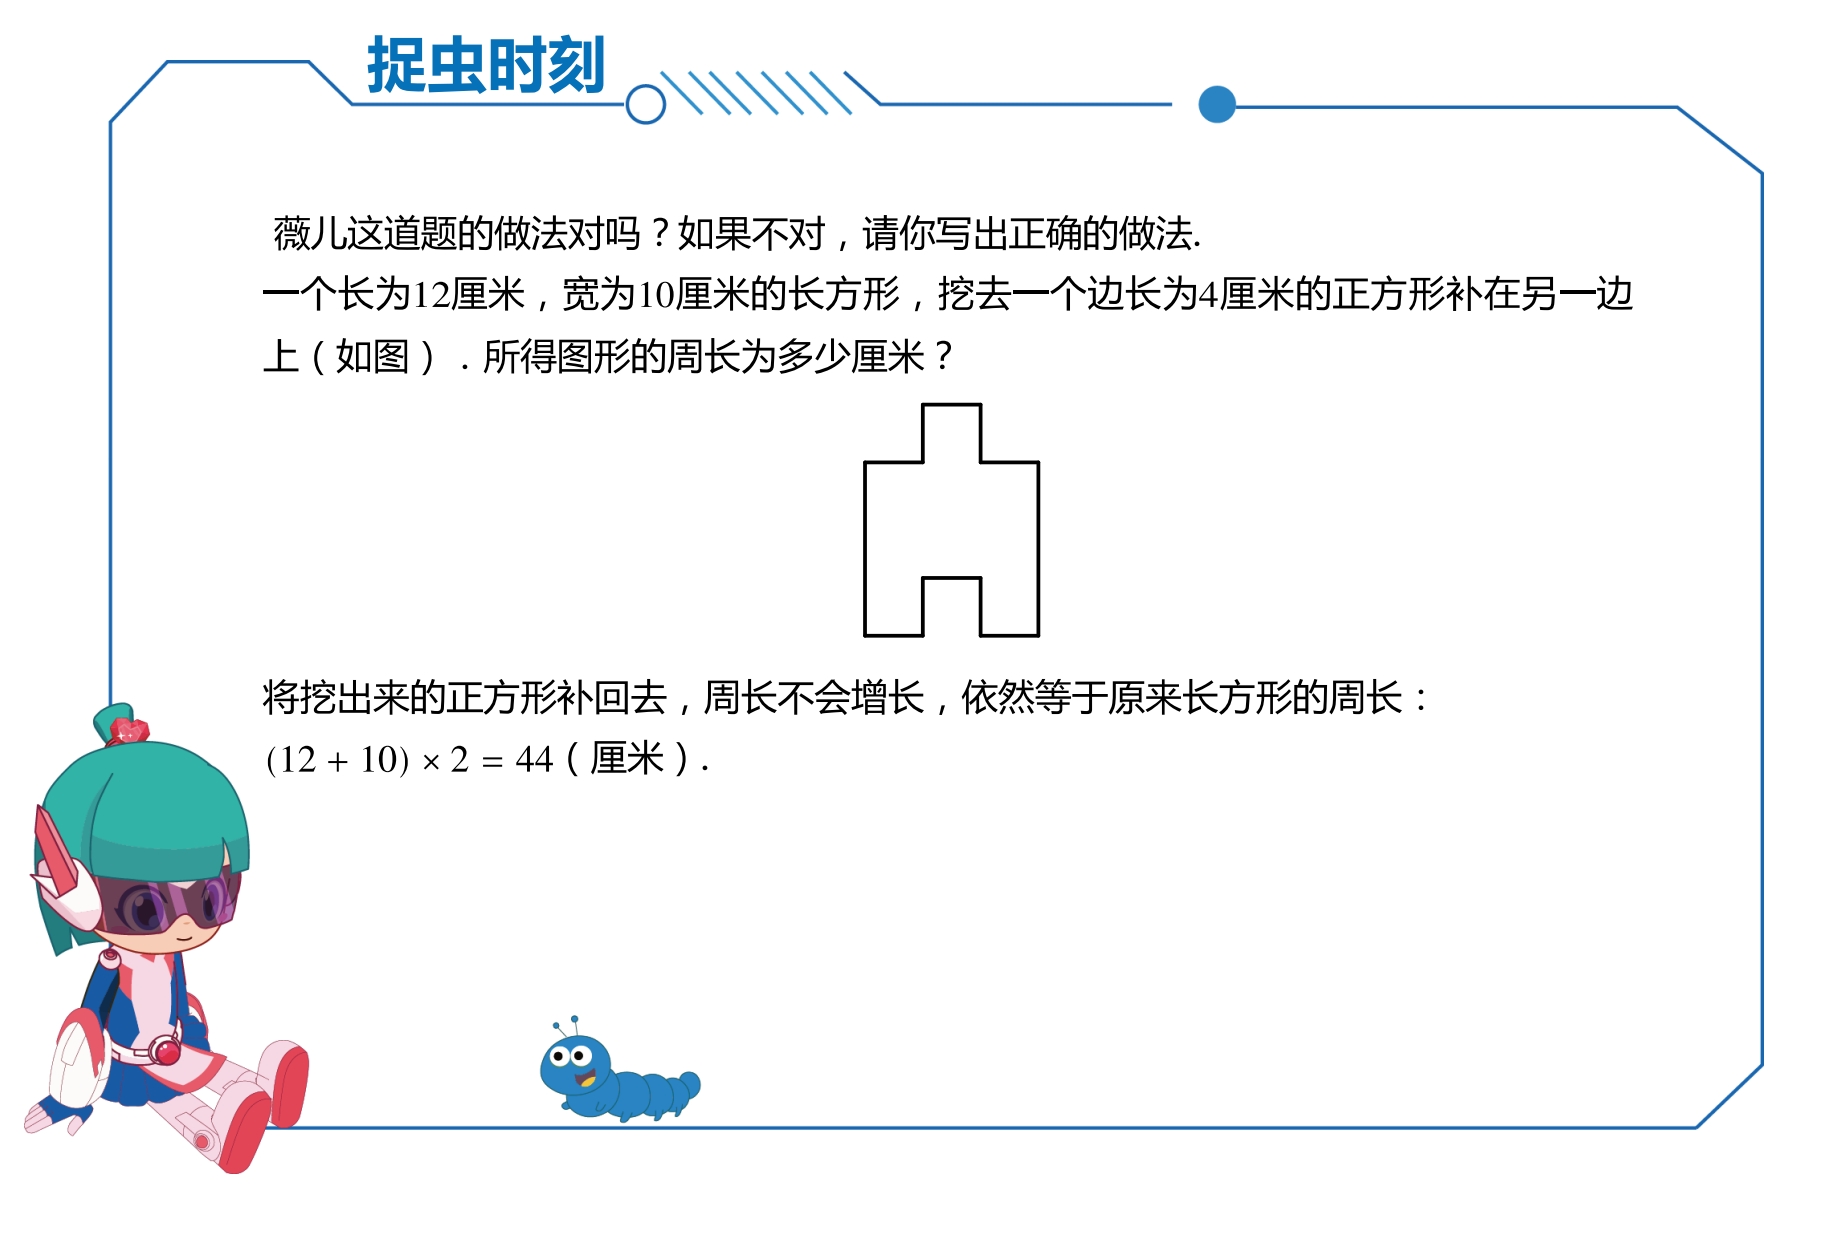 捉虫时刻
薇儿这道题的做法对吗？如果不对，请你写出正确的做法.
一个长为12厘米，宽为10厘米的长方形，挖去一个边长为4厘米的正方形补在另一边
上（如图）．所得图形的周长为多少厘米？
将挖出来的正方形补回去，周长不会增长，依然等于原来长方形的周长：
(12 + 10) × 2 = 44（厘米）.